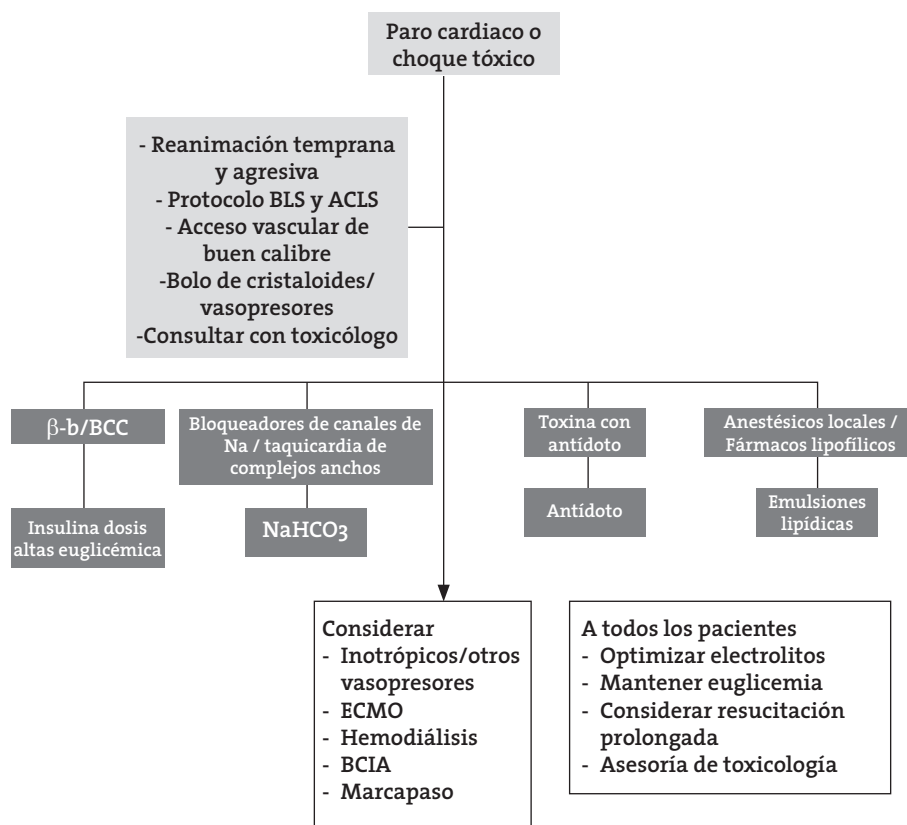 Paro cardiaco o
choque tóxico
- Reanimación temprana
y agresiva
- Protocolo BLS y ACLS
- Acceso vascular de
buen calibre
-Bolo de cristaloides/
vasopresores
-Consultar con toxicólogo
β-b/BCC
Insulina dosis
altas euglicémica
Bloqueadores de canales de
Na / taquicardia de
complejos anchos
NaHCO3
Toxina con
antídoto
Antídoto
Anestésicos locales /
Fármacos lipofílicos
Emulsiones
lipídicas
Considerar
- Inotrópicos/otros
vasopresores
- ECMO
- Hemodiálisis
- BCIA
- Marcapaso
A todos los pacientes
- Optimizar electrolitos
- Mantener euglicemia
- Considerar resucitación
prolongada
- Asesoría de toxicología